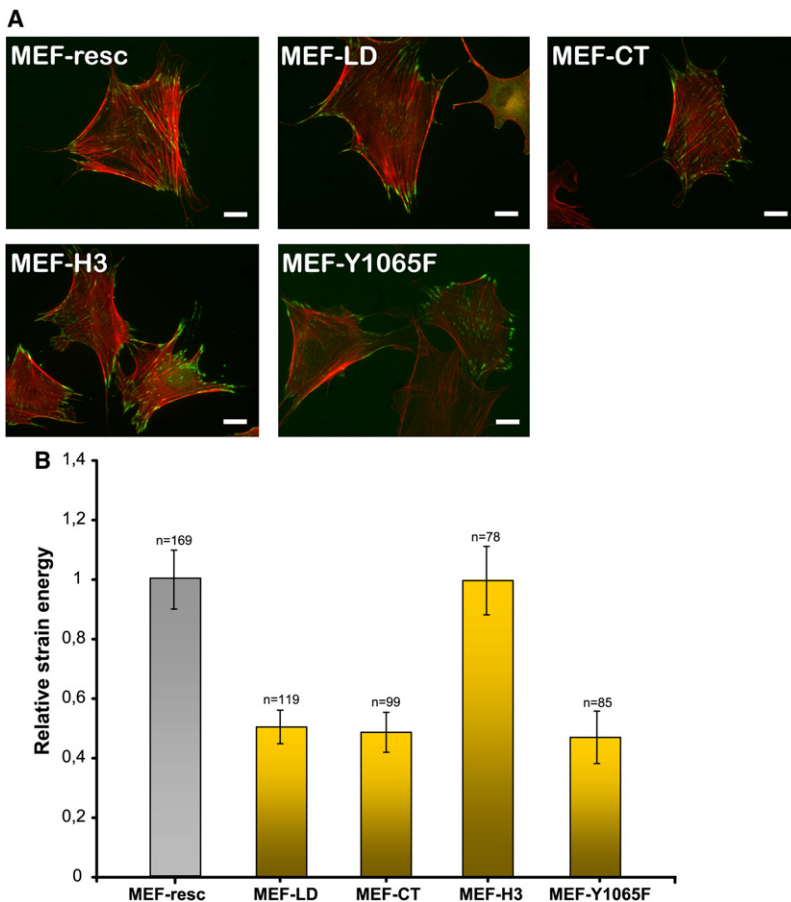 A
MEF-resc
MEF-LD
MEF-CT
MEF-H3
MEF-Y1065F
B
Relative strain energy
1,4
1,2
1
0,8
0,6
0,4
0,2
0
n=169
n=119
n=99
n=78
n=85
MEF-resc MEF-LD MEF-CT MEF-H3 MEF-Y1065F